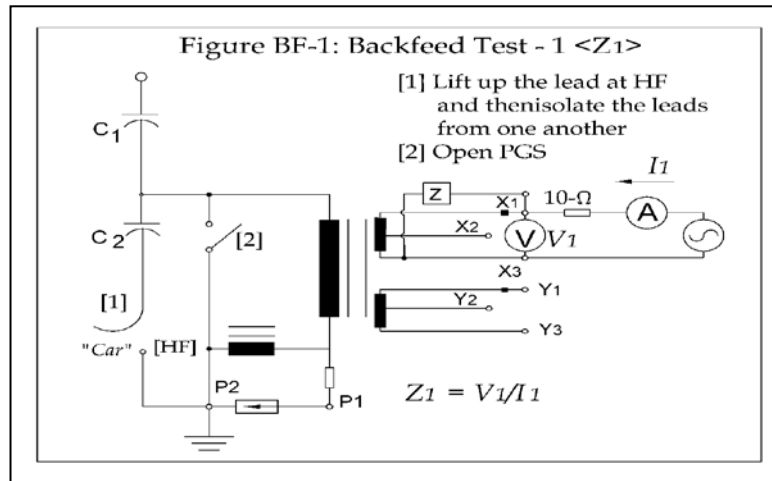 Figure BF-1: Backfeed Test - 1 <Z1>
[1] Lift up the lead at HF
and thenisolate the leads
from one another
[2] Open PGS
C1
I1
10-Ω
Z
X1
A
X2
V
V1
C2
[2]
X3
[1]
Y1
Y2
"Car"
[HF]
Y3
P2
P1
Z1 = V1/I1